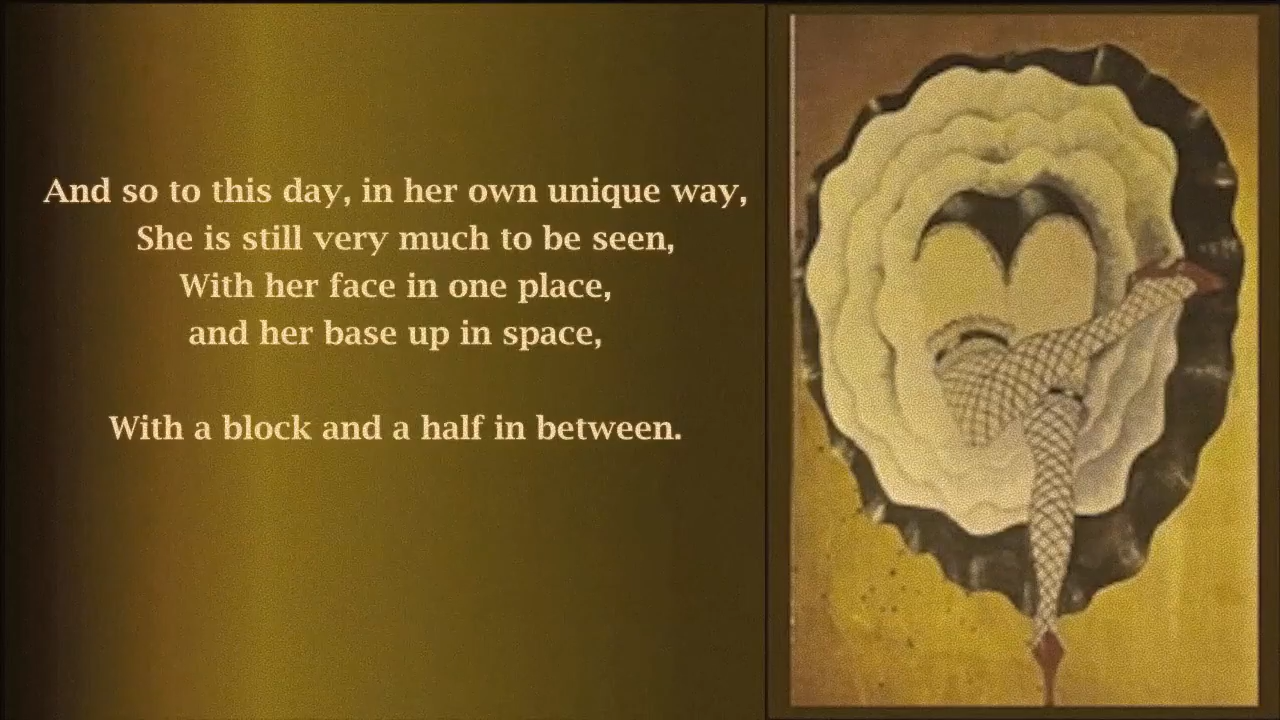 And so to this day, in her own unique way,
She is still very much to be seen,
With her face in one place,
and her base up in space,
With a block and a half in between.